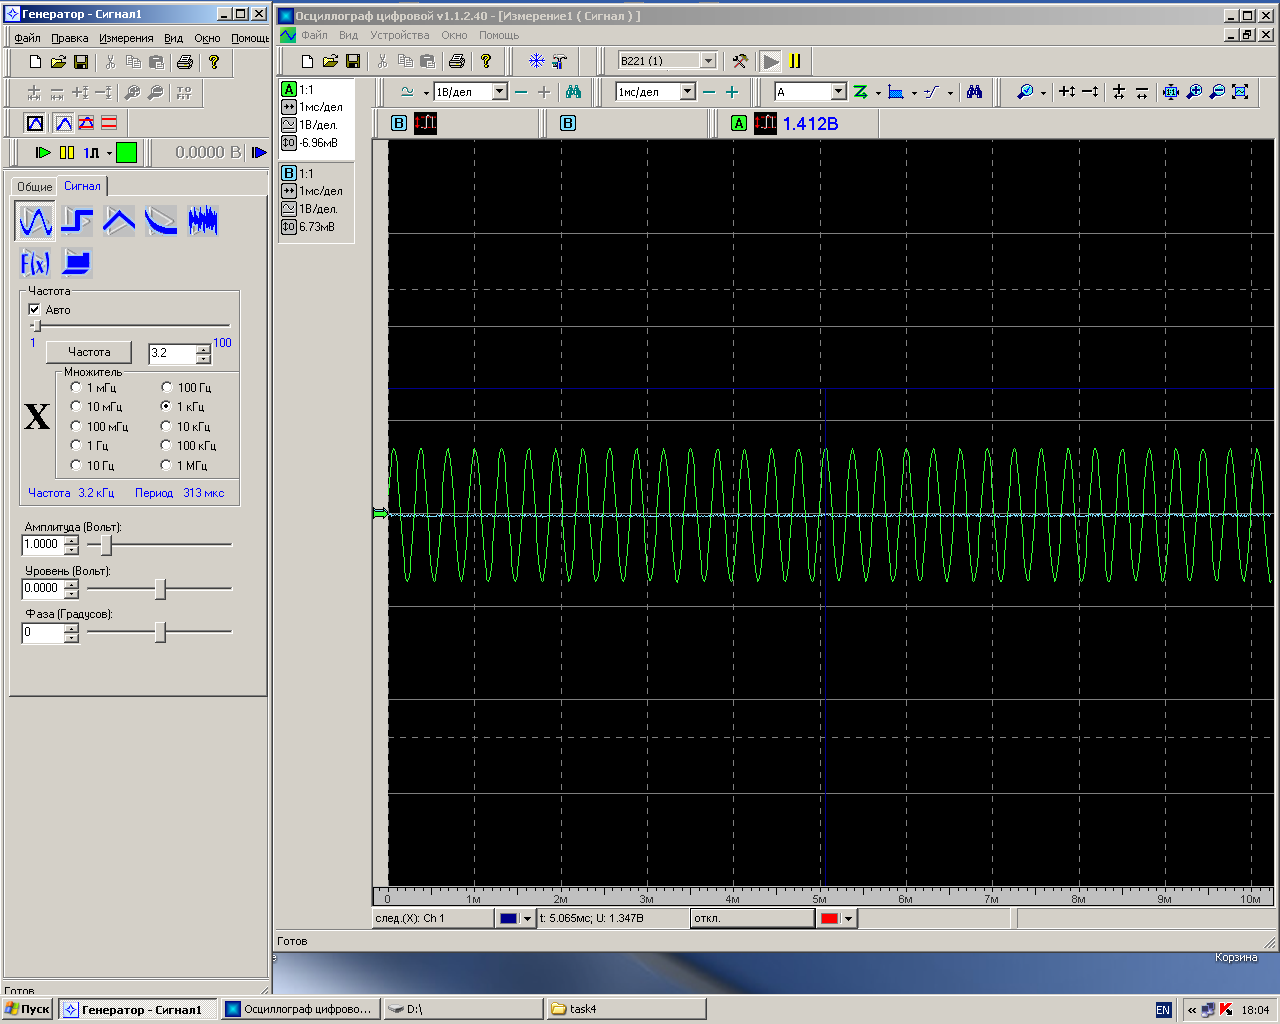 Генератор - Сигнал1
Файл Правка Измерения Вид Окно Помощь
0.0000 В
Общие Сигнал
F(x)
Частота
Авто
1 100
Частота 3.2
Множитель
X
1 мГц 100 Гц
10 мГц 1 кГц
100 мГц 10 кГц
1 Гц 100 кГц
10 Гц 1 МГц
Частота 3.2 кГц Период 313 мкс
Амплитуда (Вольт):
1.0000
Уровень (Вольт):
0.0000
Фаза (Градусов):
0
Готов
Осциллограф цифровой v1.1.2.40 - [Измерение1 ( Сигнал ) ]
Файл Вид Устройства Окно Помощь
B221 (1)
1В/дел 1мс/дел A
A 1:1
1мс/дел
1В/дел.
-6.96мВ
B 1:1
1мс/дел
1В/дел.
6.73мВ
B B A 1.412В
0 1м 2м 3м 4м 5м 6м 7м 8м 9м 10м
след.(X): Ch 1 t: 5.065мс; U: 1.347В откл.
Готов
Корзина
Пуск Генератор - Сигнал1 Осциллограф цифрово... D:\ task4 EN 18:04